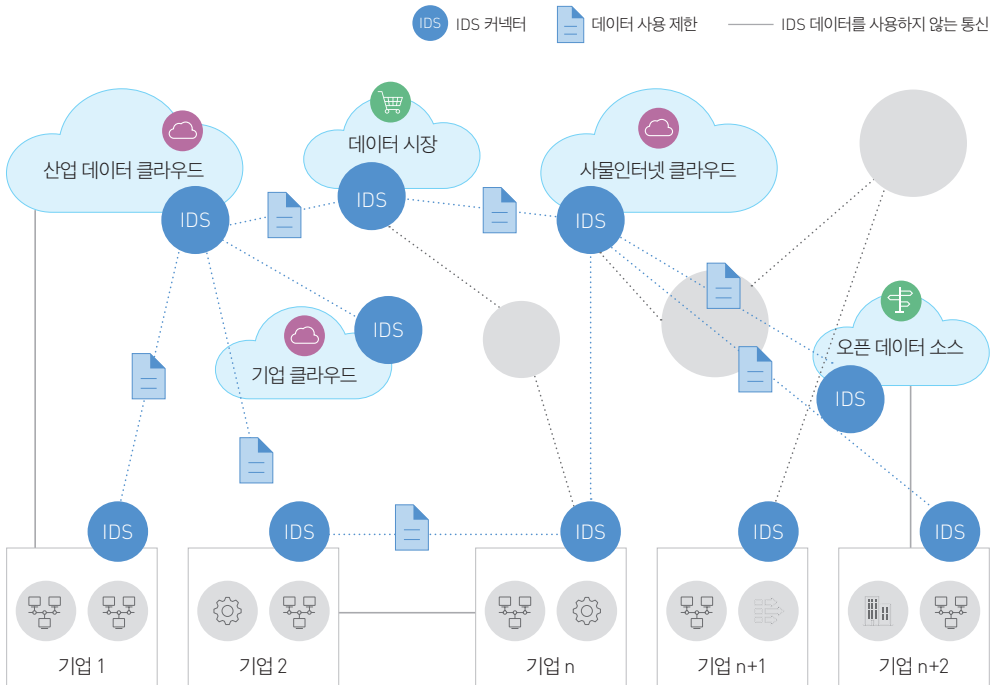 IDS IDS 커넥터 데이터 사용 제한 IDS 데이터를 사용하지 않는 통신
데이터 시장
산업 데이터 클라우드
사물인터넷 클라우드
IDS
IDS
IDS
IDS
기업 클라우드
오픈 데이터 소스
IDS
IDS
IDS
IDS
IDS
IDS
기업 1
기업 2
기업 n
기업 n+1
기업 n+2